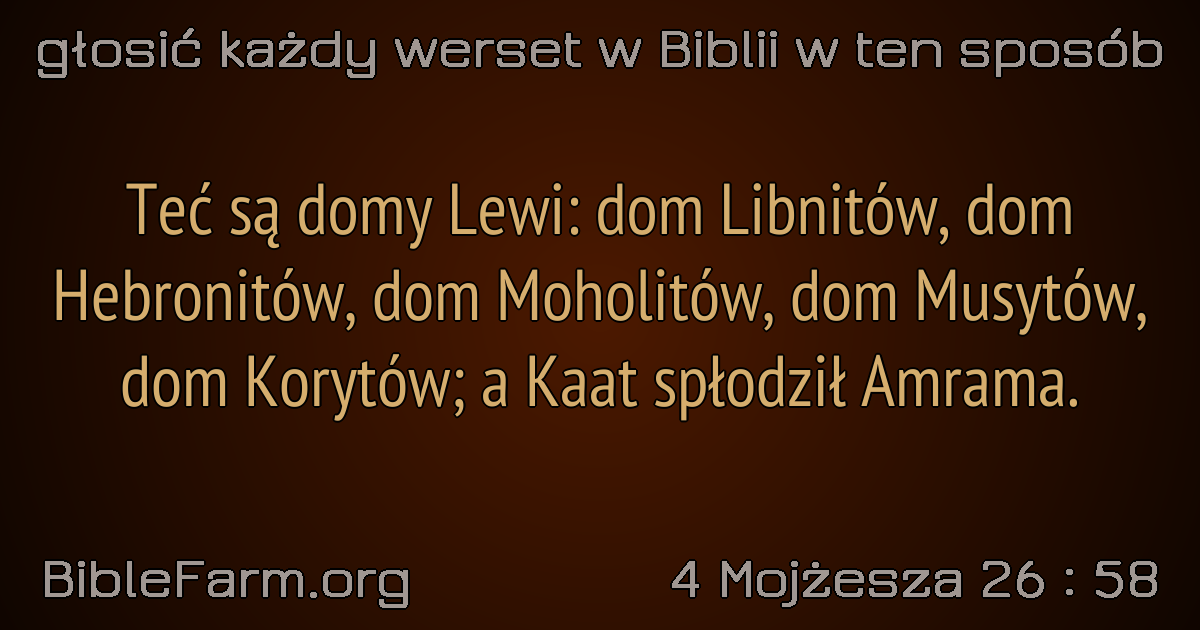 głosić każdy werset w Biblii w ten sposób
Teć są domy Lewi: dom Libnitów, dom
Hebronitów, dom Moholitów, dom Musytów,
dom Korytów; a Kaat spłodził Amrama.
BibleFarm.org
4 Mojżesza 26 : 58